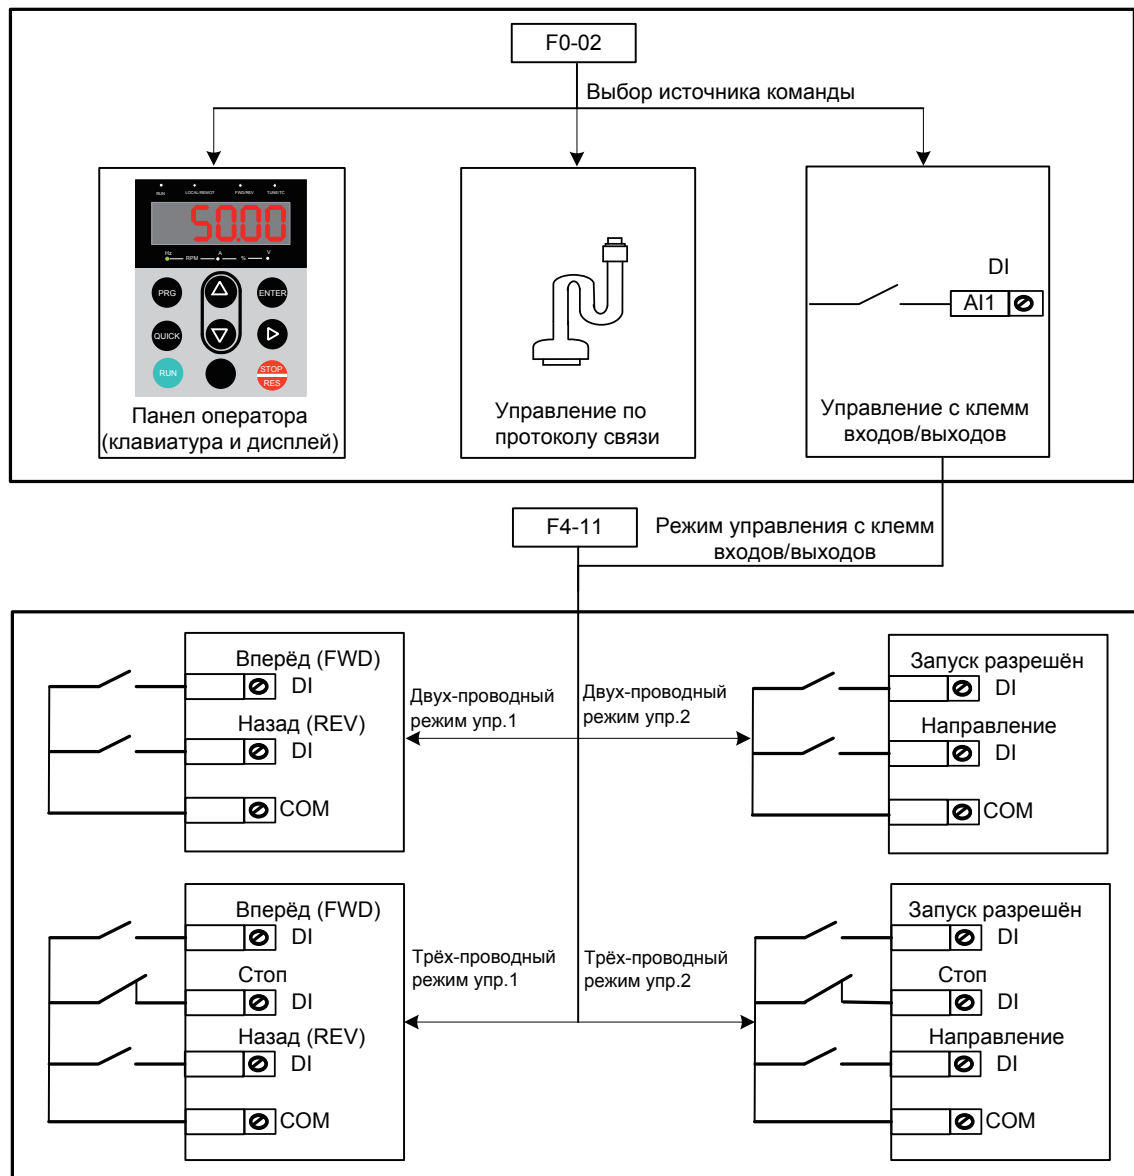 F0-02
Выбор источника команды
RUN LOCAL/REMOT FWD/REV TUNE/TC
50.00
Hz RPM A % V
PRG
ENTER
QUICK
RUN
STOP
RES
Панел оператора
(клавиатура и дисплей)
Управление по
протоколу связи
DI
AI1
Управление с клемм
входов/выходов
F4-11
Режим управления с клемм
входов/выходов
Вперёд (FWD)
DI
Назад (REV)
DI
COM
Двух-проводный
режим упр.1
Двух-проводный
режим упр.2
Запуск разрешён
DI
Направление
DI
COM
Вперёд (FWD)
DI
Стоп
DI
Назад (REV)
DI
COM
Трёх-проводный
режим упр.1
Трёх-проводный
режим упр.2
Запуск разрешён
DI
Стоп
DI
Направление
DI
COM